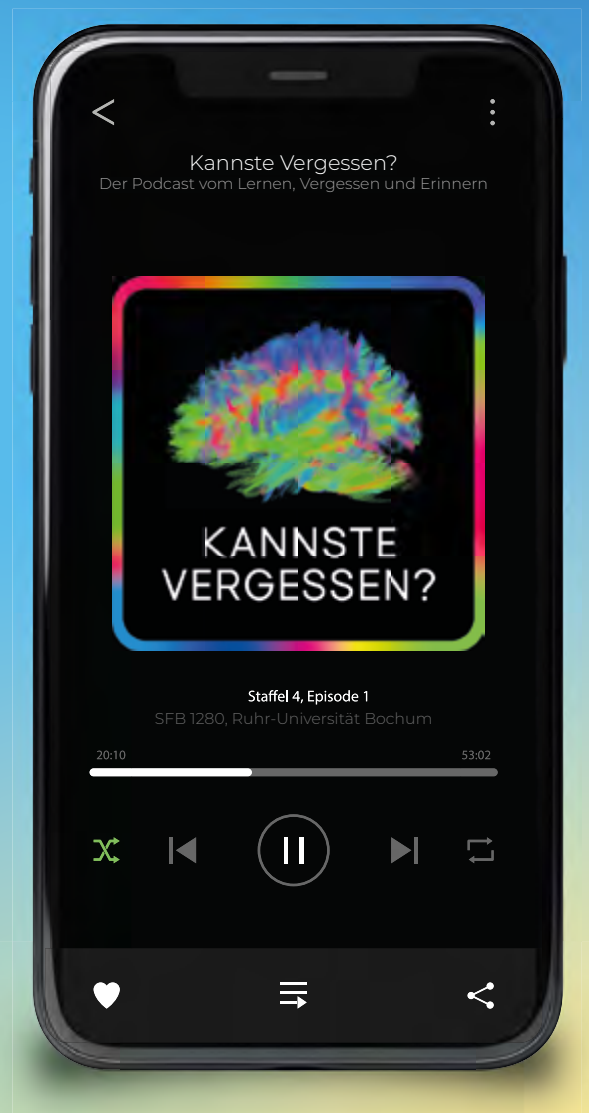 Kannste Vergessen?
Der Podcast vom Lernen, Vergessen und Erinnern
KANNSTE
VERGESSEN?
Staffel 4, Episode 1
SFB 1280, Ruhr-Universität Bochum
20:10 53:02